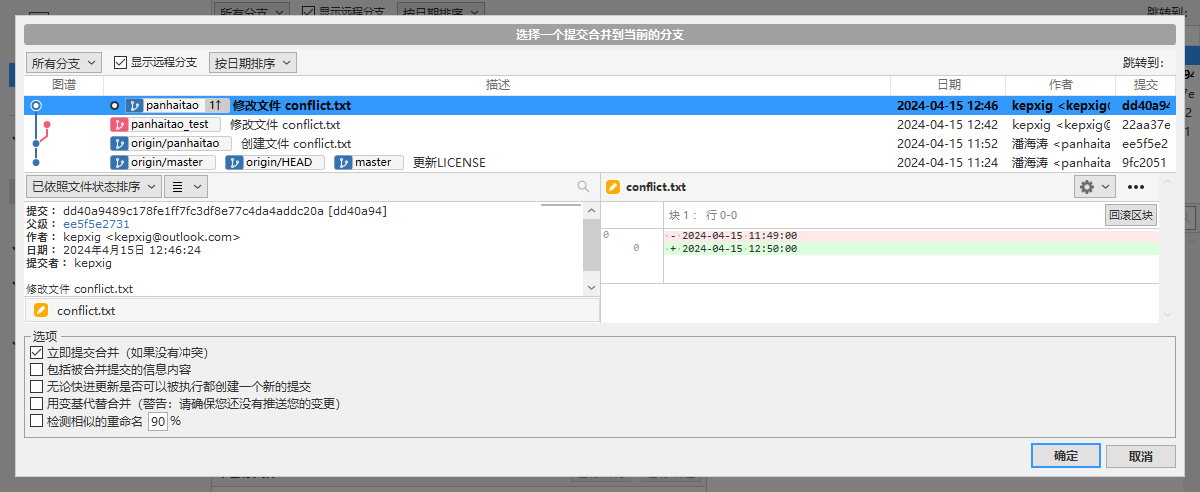 所有分支 显示远程分支 按日期排序 跳转到:
选择一个提交合并到当前的分支
所有分支 显示远程分支 按日期排序 跳转到:
图谱 描述 日期 作者 提交
panhaitao 1↑ 修改文件 conflict.txt 2024-04-15 12:46 kepxig <kepxig@ dd40a94
panhaitao_test 修改文件 conflict.txt 2024-04-15 12:42 kepxig <kepxig@ 22aa37e
origin/panhaitao 创建文件 conflict.txt 2024-04-15 11:52 潘海涛 <panhaita ee5f5e2
origin/master origin/HEAD master 更新LICENSE 2024-04-15 11:24 潘海涛 <panhaita 9fc2051
已依照文件状态排序 conflict.txt
提交: dd40a9489c178fe1ff7fc3df8e77c4da4addc20a [dd40a94]
父级: ee5f5e2731
作者: kepxig <kepxig@outlook.com>
日期: 2024年4月15日 12:46:24
提交者: kepxig
修改文件 conflict.txt
conflict.txt
块 1: 行 0-0 回滚区块
0 - 2024-04-15 11:49:00
0 + 2024-04-15 12:50:00
选项
立即提交合并（如果没有冲突）
包括被合并提交的信息内容
无论快进更新是否可以被执行都创建一个新的提交
用变基代替合并（警告：请确保您还没有推送您的变更）
检测相似的重命名 90 %
确定 取消